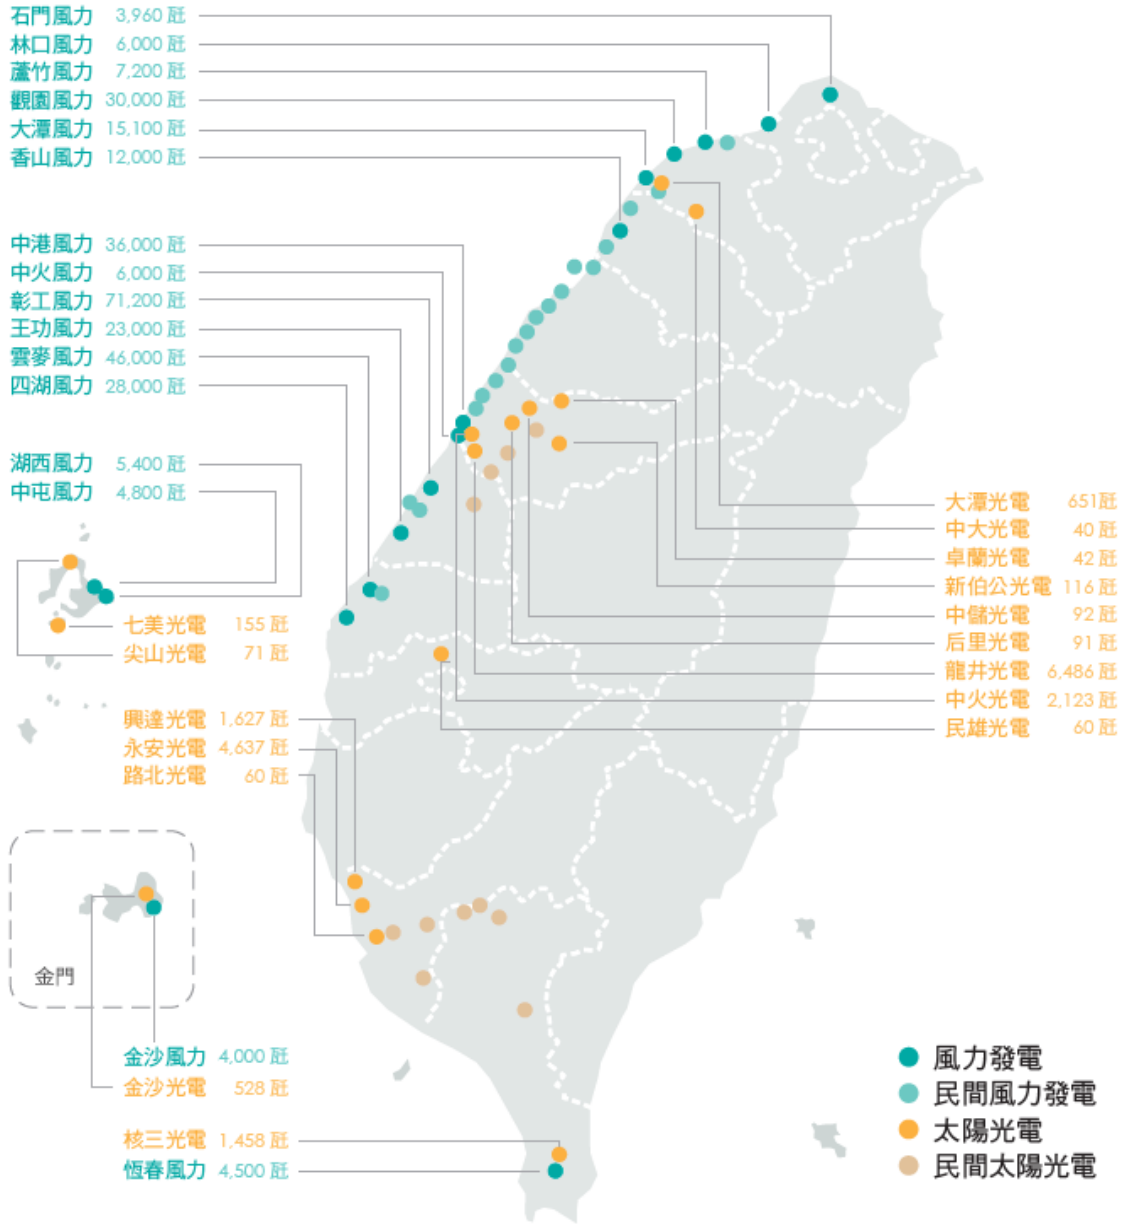 石門風力 3,960 瓩
林口風力 6,000 瓩
蘆竹風力 7,200 瓩
觀園風力 30,000 瓩
大潭風力 15,100 瓩
香山風力 12,000 瓩
中港風力 36,000 瓩
中火風力 6,000 瓩
彰工風力 71,200 瓩
王功風力 23,000 瓩
雲麥風力 46,000 瓩
四湖風力 28,000 瓩
湖西風力 5,400 瓩
中屯風力 4,800 瓩
七美光電 155 瓩
尖山光電 71 瓩
興達光電 1,627 瓩
永安光電 4,637 瓩
路北光電 60 瓩
大潭光電 651瓩
中大光電 40 瓩
卓蘭光電 42 瓩
新伯公光電 116 瓩
中儲光電 92 瓩
后里光電 91 瓩
龍井光電 6,486 瓩
中火光電 2,123 瓩
民雄光電 60 瓩
金門
金沙風力 4,000 瓩
金沙光電 528 瓩
核三光電 1,458 瓩
恆春風力 4,500 瓩
風力發電
民間風力發電
太陽光電
民間太陽光電